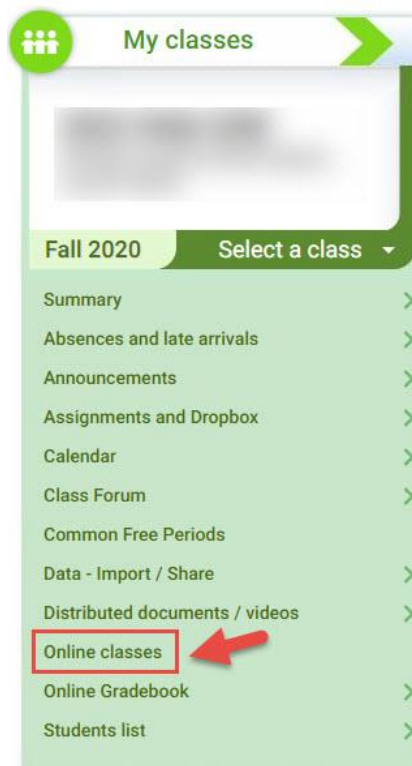 My classes
Fall 2020 Select a class
Summary
Absences and late arrivals
Announcements
Assignments and Dropbox
Calendar
Class Forum
Common Free Periods
Data - Import / Share
Distributed documents / videos
Online classes
Online Gradebook
Students list